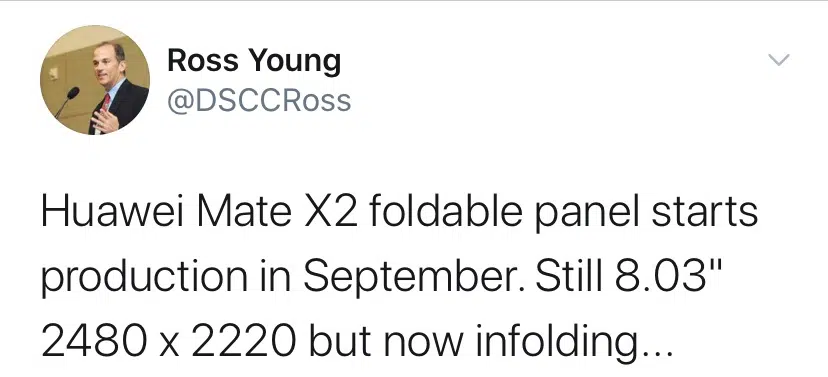 Ross Young
@DSCCRoss
Huawei Mate X2 foldable panel starts
production in September. Still 8.03"
2480 x 2220 but now infolding...